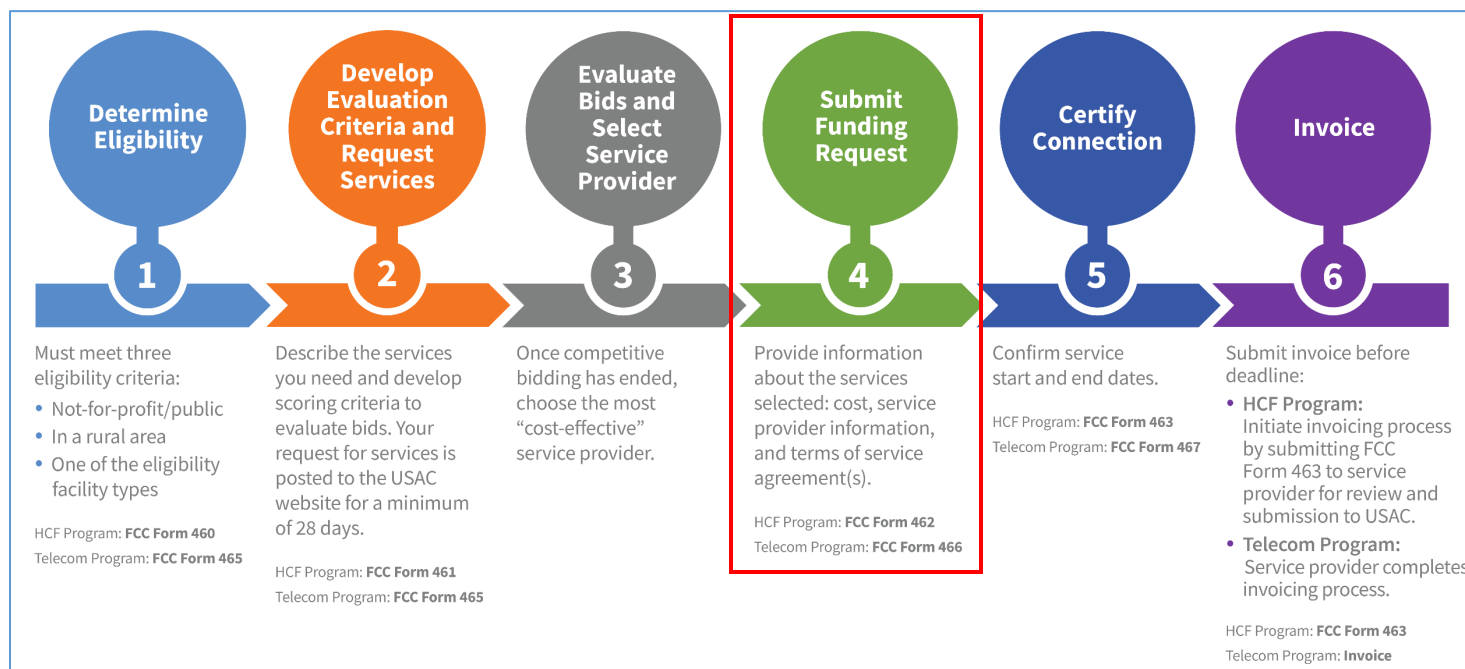 Determine
Eligibility
1
Must meet three
eligibility criteria:
• Not-for-profit/public
• In a rural area
• One of the eligibility
facility types
HCF Program: FCC Form 460
Telecom Program: FCC Form 465
Develop
Evaluation
Criteria and
Request
Services
2
Describe the services
you need and develop
scoring criteria to
evaluate bids. Your
request for services is
posted to the USAC
website for a minimum
of 28 days.
HCF Program: FCC Form 461
Telecom Program: FCC Form 465
Evaluate
Bids and
Select
Service
Provider
3
Once competitive
bidding has ended,
choose the most
“cost-effective”
service provider.
Submit
Funding
Request
4
Provide information
about the services
selected: cost, service
provider information,
and terms of service
agreement(s).
HCF Program: FCC Form 462
Telecom Program: FCC Form 466
Certify
Connection
5
Confirm service
start and end dates.
HCF Program: FCC Form 463
Telecom Program: FCC Form 467
Invoice
6
Submit invoice before
deadline:
• HCF Program:
Initiate invoicing process
by submitting FCC
Form 463 to service
provider for review and
submission to USAC.
• Telecom Program:
Service provider completes
invoicing process.
HCF Program: FCC Form 463
Telecom Program: Invoice